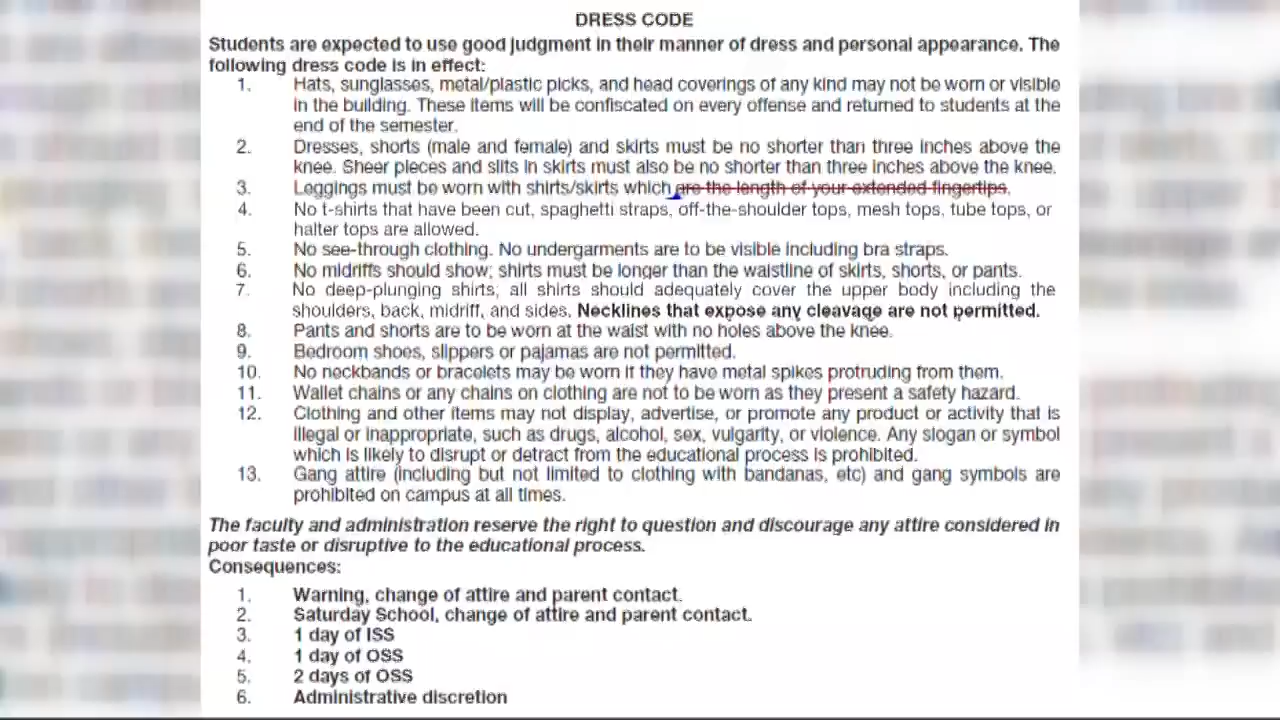 DRESS CODE
Students are expected to use good judgment in their manner of dress and personal appearance. The
following dress code is in effect:
1. Hats, sunglasses, metal/plastic picks, and head coverings of any kind may not be worn or visible
in the building. These items will be confiscated on every offense and returned to students at the
end of the semester.
2. Dresses, shorts (male and female) and skirts must be no shorter than three inches above the
knee. Sheer pieces and slits in skirts must also be no shorter than three inches above the knee.
3. Leggings must be worn with shirts/skirts which are the length of your extended fingertips.
4. No t-shirts that have been cut, spaghetti straps, off-the-shoulder tops, mesh tops, tube tops, or
halter tops are allowed.
5. No see-through clothing. No undergarments are to be visible including bra straps.
6. No midriffs should show; shirts must be longer than the waistline of skirts, shorts, or pants.
7. No deep-plunging shirts; all shirts should adequately cover the upper body including the
shoulders, back, midriff, and sides. Necklines that expose any cleavage are not permitted.
8. Pants and shorts are to be worn at the waist with no holes above the knee.
9. Bedroom shoes, slippers or pajamas are not permitted.
10. No neckbands or bracelets may be worn if they have metal spikes protruding from them.
11. Wallet chains or any chains on clothing are not to be worn as they present a safety hazard.
12. Clothing and other items may not display, advertise, or promote any product or activity that is
illegal or inappropriate, such as drugs, alcohol, sex, vulgarity, or violence. Any slogan or symbol
which is likely to disrupt or detract from the educational process is prohibited.
13. Gang attire (including but not limited to clothing with bandanas, etc) and gang symbols are
prohibited on campus at all times.
The faculty and administration reserve the right to question and discourage any attire considered in
poor taste or disruptive to the educational process.
Consequences:
1. Warning, change of attire and parent contact.
2. Saturday School, change of attire and parent contact.
3. 1 day of ISS
4. 1 day of OSS
5. 2 days of OSS
6. Administrative discretion